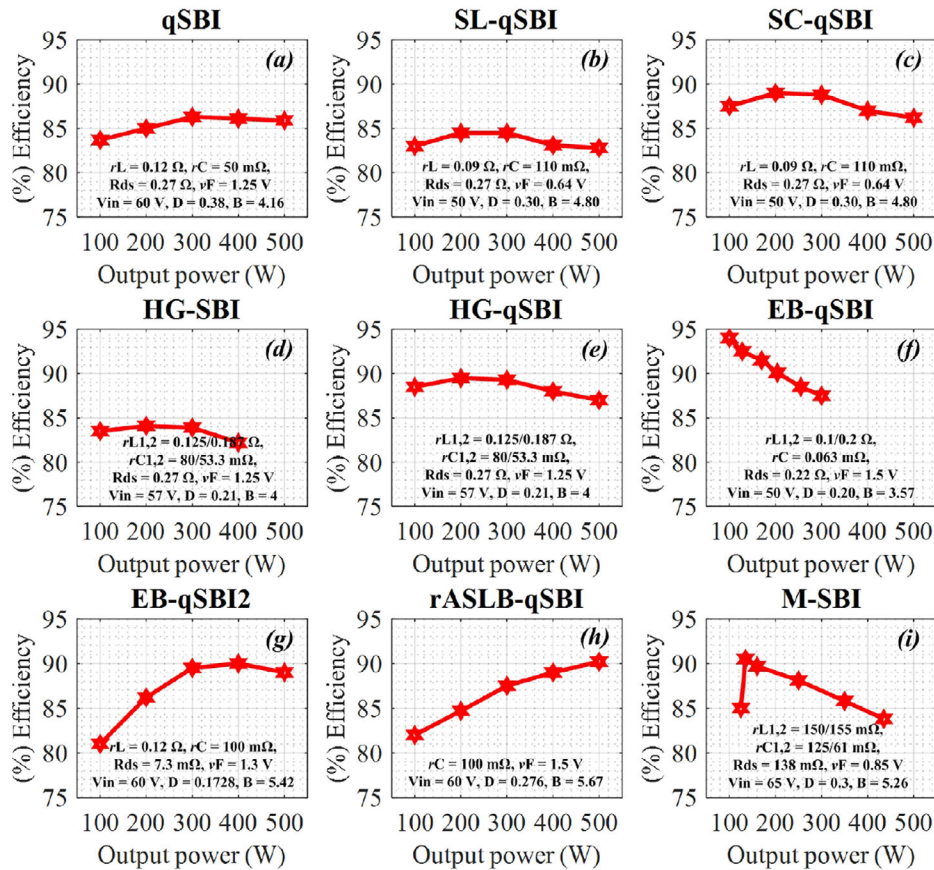 qSBI
SL-qSBI
SC-qSBI
(%) Efficiency
95
90
85
80
75
(a)
rL = 0.12 Ω, rC = 50 mΩ,
Rds = 0.27 Ω, vF = 1.25 V
Vin = 60 V, D = 0.38, B = 4.16
100 200 300 400 500
Output power (W)
(%) Efficiency
95
90
85
80
75
(b)
rL = 0.09 Ω, rC = 110 mΩ,
Rds = 0.27 Ω, vF = 0.64 V
Vin = 50 V, D = 0.30, B = 4.80
100 200 300 400 500
Output power (W)
(%) Efficiency
95
90
85
80
75
(c)
rL = 0.09 Ω, rC = 110 mΩ,
Rds = 0.27 Ω, vF = 0.64 V
Vin = 50 V, D = 0.30, B = 4.80
100 200 300 400 500
Output power (W)
HG-SBI
HG-qSBI
EB-qSBI
(%) Efficiency
95
90
85
80
75
(d)
rL1,2 = 0.125/0.187 Ω,
rC1,2 = 80/53.3 mΩ,
Rds = 0.27 Ω, vF = 1.25 V
Vin = 57 V, D = 0.21, B = 4
100 200 300 400 500
Output power (W)
(%) Efficiency
95
90
85
80
75
(e)
rL1,2 = 0.125/0.187 Ω,
rC1,2 = 80/53.3 mΩ,
Rds = 0.27 Ω, vF = 1.25 V
Vin = 57 V, D = 0.21, B = 4
100 200 300 400 500
Output power (W)
(%) Efficiency
95
90
85
80
75
(f)
rL1,2 = 0.1/0.2 Ω,
rC = 0.063 mΩ,
Rds = 0.22 Ω, vF = 1.5 V
Vin = 50 V, D = 0.20, B = 3.57
100 200 300 400 500
Output power (W)
EB-qSBI2
rASLB-qSBI
M-SBI
(%) Efficiency
95
90
85
80
75
(g)
rL = 0.12 Ω, rC = 100 mΩ,
Rds = 7.3 mΩ, vF = 1.3 V
Vin = 60 V, D = 0.1728, B = 5.42
100 200 300 400 500
Output power (W)
(%) Efficiency
95
90
85
80
75
(h)
rC = 100 mΩ, vF = 1.5 V
Vin = 60 V, D = 0.276, B = 5.67
100 200 300 400 500
Output power (W)
(%) Efficiency
95
90
85
80
75
(i)
rL1,2 = 150/155 mΩ,
rC1,2 = 125/61 mΩ,
Rds = 138 mΩ, vF = 0.85 V
Vin = 65 V, D = 0.3, B = 5.26
100 200 300 400 500
Output power (W)